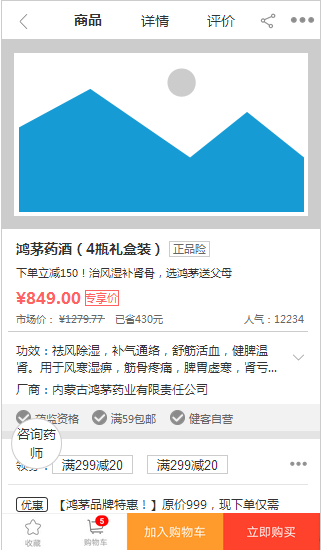 商品 详情 评价
鸿茅药酒（4瓶礼盒装） 正品险
下单立减150！治风湿补肾骨，选鸿茅送父母
¥849.00 专享价
市场价： ¥1279.77 已省430元 人气：12234
功效：祛风除湿，补气通络，舒筋活血，健脾温
肾。用于风寒湿痹，筋骨疼痛，脾胃虚寒，肾亏...
厂商：内蒙古鸿茅药业有限责任公司
监资格 满59包邮 健客自营
咨询药
师
领 满299减20 满299减20
优惠 【鸿茅品牌特惠！】原价999，现下单仅需
5
收藏 购物车 加入购物车 立即购买